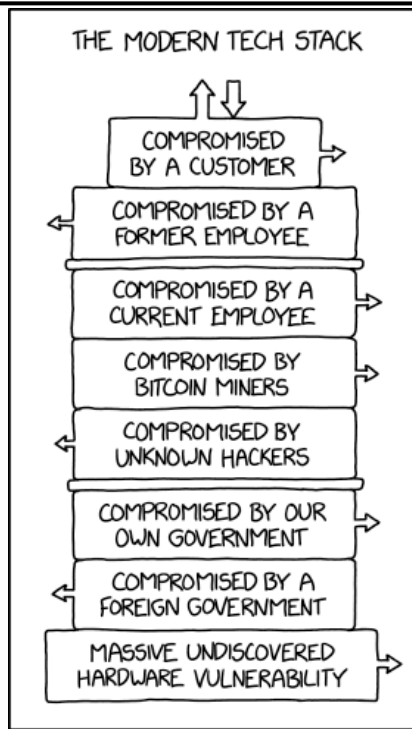 THE MODERN TECH STACK
COMPROMISED
BY A CUSTOMER
COMPROMISED BY A
FORMER EMPLOYEE
COMPROMISED BY A
CURRENT EMPLOYEE
COMPROMISED BY
BITCOIN MINERS
COMPROMISED BY
UNKNOWN HACKERS
COMPROMISED BY OUR
OWN GOVERNMENT
COMPROMISED BY A
FOREIGN GOVERNMENT
MASSIVE UNDISCOVERED
HARDWARE VULNERABILITY